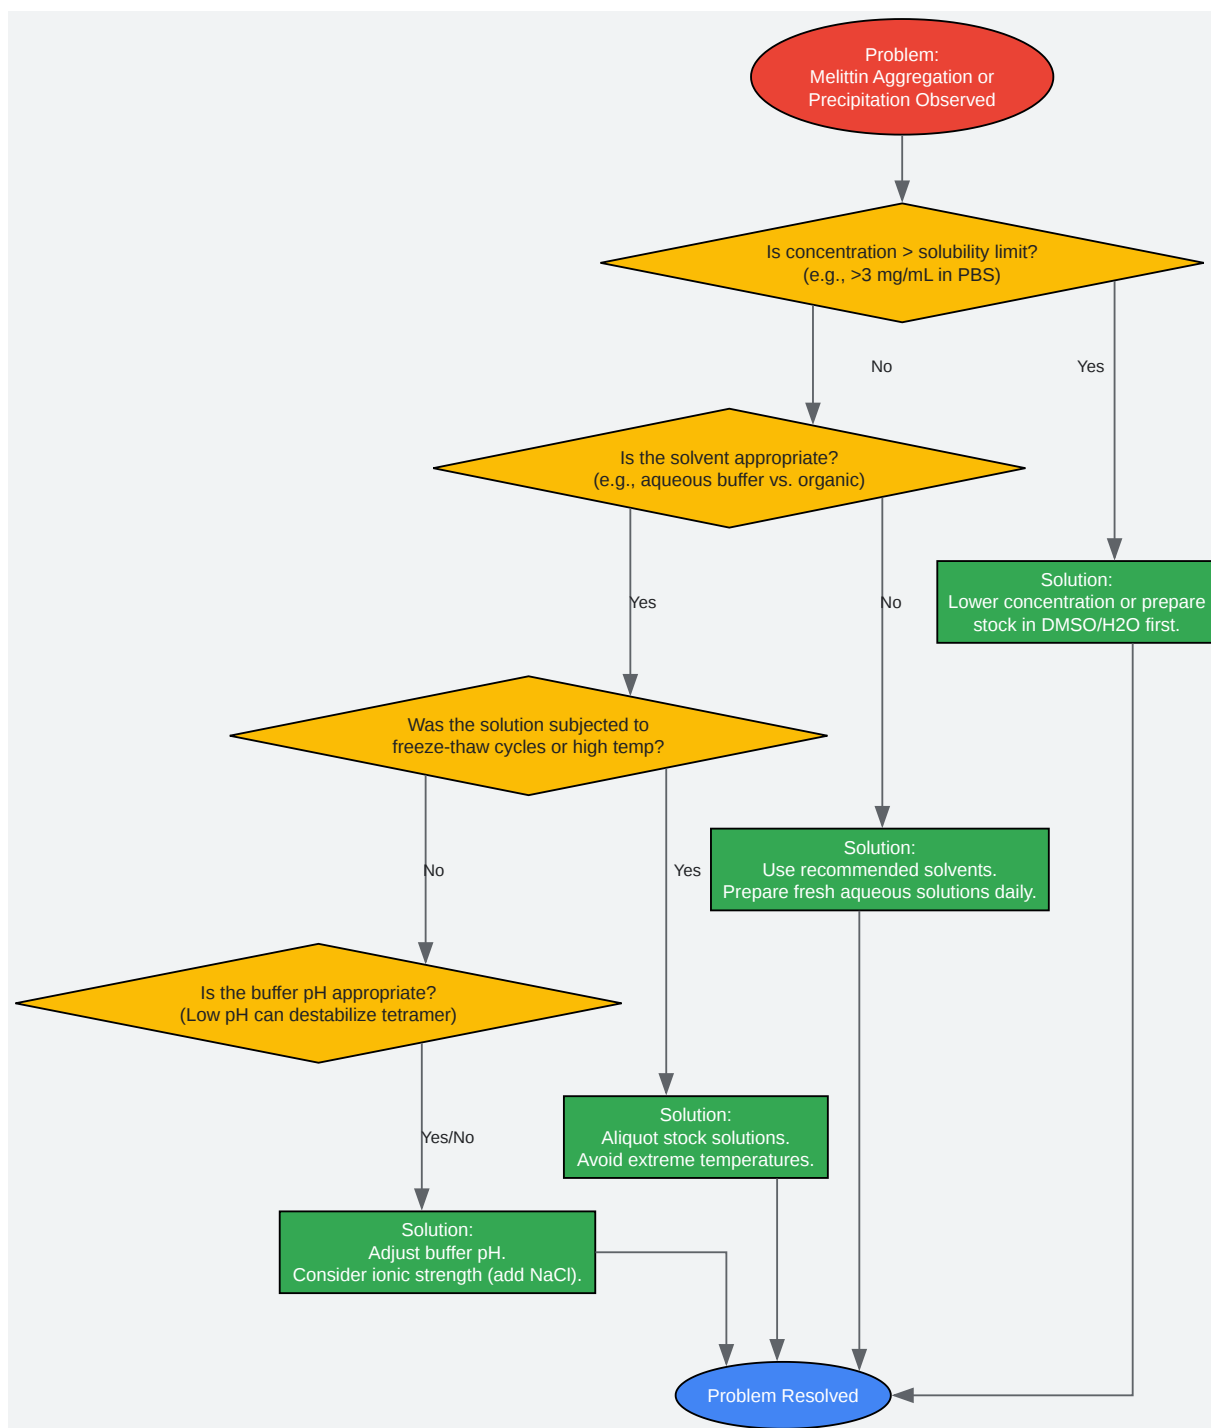 Problem:
Melittin Aggregation or
Precipitation Observed
Is concentration > solubility limit?
(e.g., >3 mg/mL in PBS)
No
Yes
Is the solvent appropriate?
(e.g., aqueous buffer vs. organic)
Solution:
Lower concentration or prepare
stock in DMSO/H2O first.
Yes
No
Was the solution subjected to
freeze-thaw cycles or high temp?
Solution:
Use recommended solvents.
Prepare fresh aqueous solutions daily.
No
Yes
Is the buffer pH appropriate?
(Low pH can destabilize tetramer)
Solution:
Aliquot stock solutions.
Avoid extreme temperatures.
Yes/No
Solution:
Adjust buffer pH.
Consider ionic strength (add NaCl).
Problem Resolved